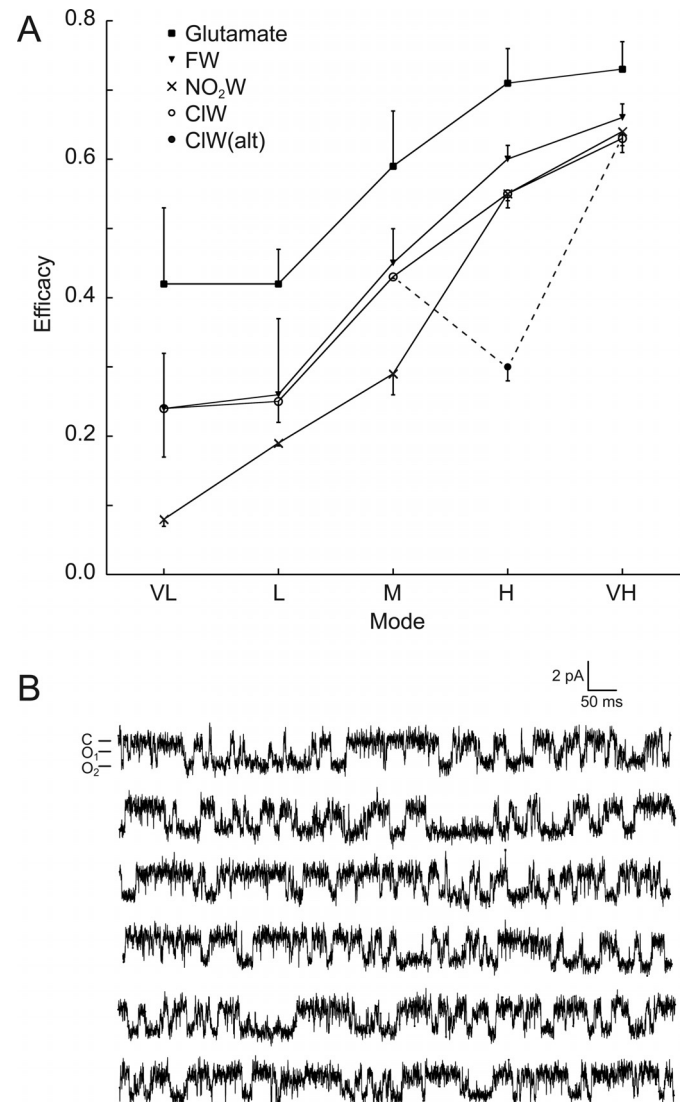 A
0.8
0.6
0.4
0.2
0.0
Efficacy
Glutamate
FW
NO2W
ClW
ClW(alt)
VL L M H VH
Mode
B
2 pA
50 ms
C
O1
O2